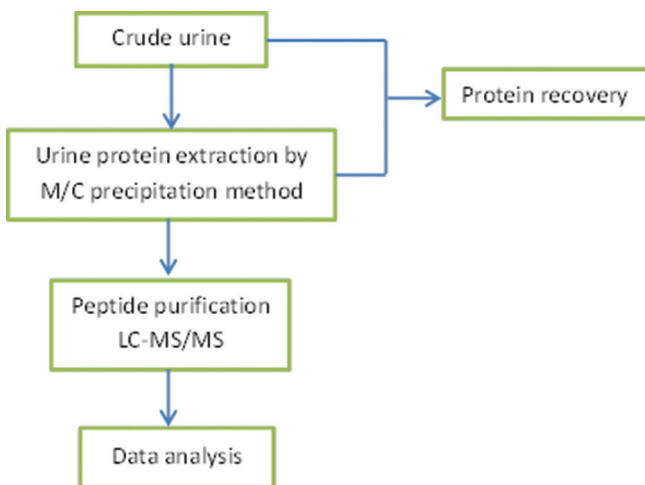 Crude urine
Protein recovery
Urine protein extraction by
M/C precipitation method
Peptide purification
LC-MS/MS
Data analysis